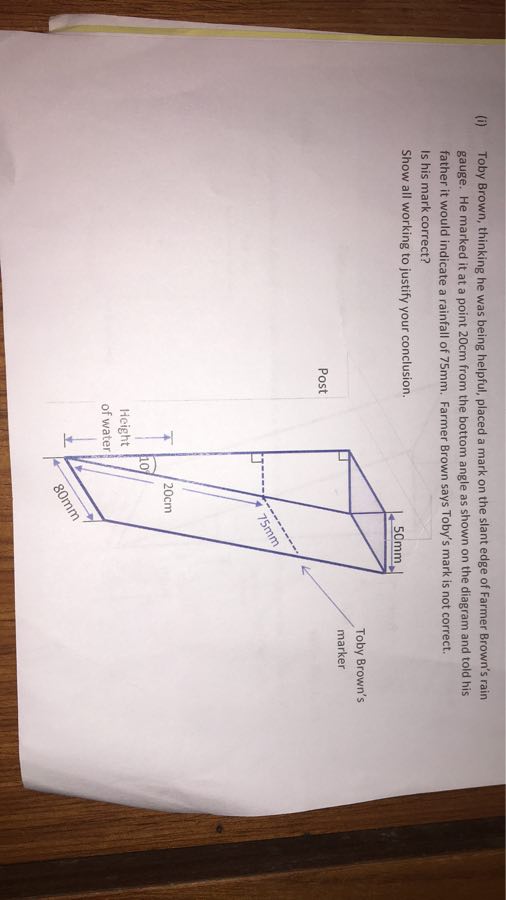 (i) Toby Brown, thinking he was being helpful, placed a mark on the slant edge of Farmer Brown's rain
gauge. He marked it at a point 20cm from the bottom angle as shown on the diagram and told his
father it would indicate a rainfall of 75mm. Farmer Brown says Toby's mark is not correct.
Is his mark correct?
Show all working to justify your conclusion.
50mm
Toby Brown's
marker
Post
75mm
20cm
10°
Height
of water
80mm